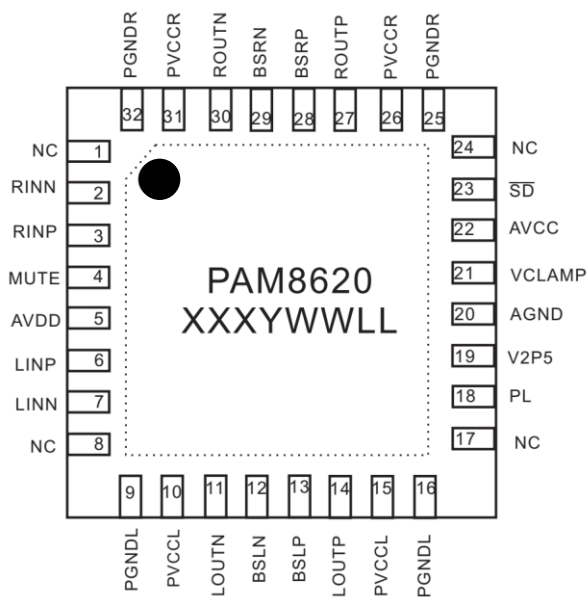 PGNDR PVCCR ROUTN BSRN BSRP ROUTP PVCCR PGNDR
32 31 30 29 28 27 26 25
NC 1 24 NC
RINN 2 23 SD
RINP 3 22 AVCC
MUTE 4 21 VCLAMP
AVDD 5 20 AGND
LINP 6 19 V2P5
LINN 7 18 PL
NC 8 17 NC
PAM8620
XXXYWWLL
9 10 11 12 13 14 15 16
PGNDL PVCCL LOUTN BSLN BSLP LOUTP PVCCL PGNDL